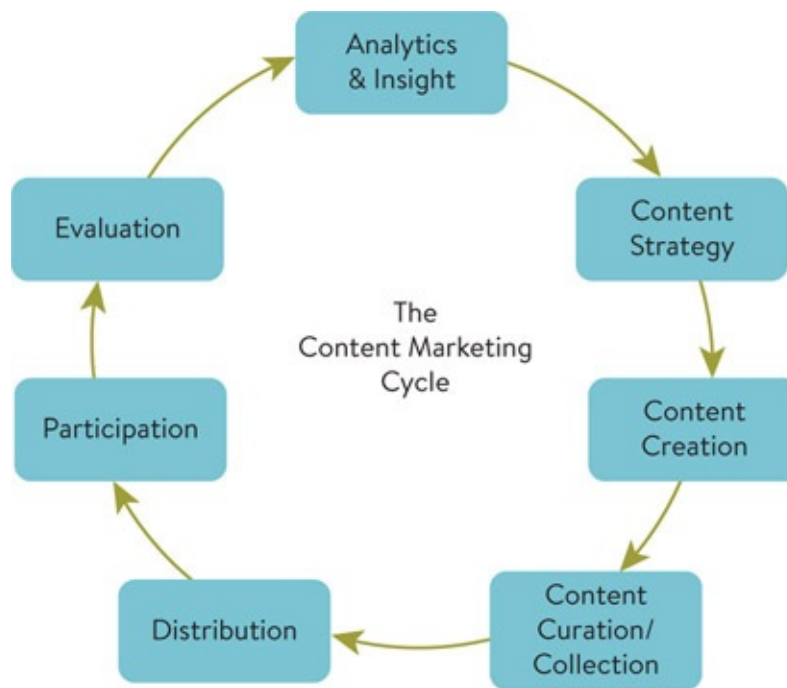 Analytics
& Insight
Content
Strategy
Content
Creation
Content
Curation/
Collection
Distribution
Participation
Evaluation
The
Content Marketing
Cycle